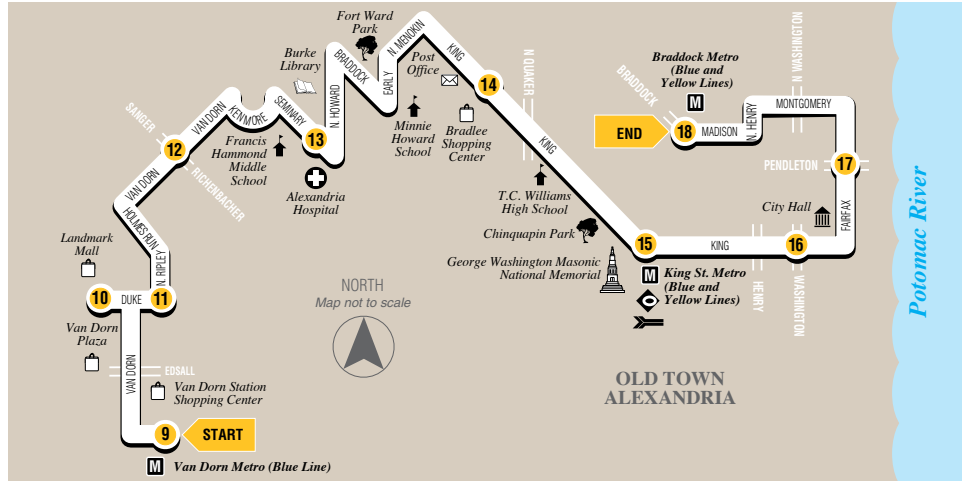 Fort Ward
Park
Burke
Library
BRADDOCK
N. MENOKIN
KING
Post
Office
EARLY
N. HOWARD
14
N QUAKER
Braddock Metro
(Blue and
Yellow Lines)
M
BRADDOCK
N WASHINGTON
MONTGOMERY
N. HENRY
END
18
MADISON
SANGER
VAN DORN
KENMORE
SEMINARY
12
13
RICHENBACHER
Francis
Hammond
Middle
School
Minnie
Howard
School
Bradlee
Shopping
Center
KING
PENDLETON
17
Alexandria
Hospital
T.C. Williams
High School
VAN DORN
HOLMES RUN
N. RIPLEY
City Hall
FAIRFAX
Chinquapin Park
Landmark
Mall
15
KING
16
George Washington Masonic
National Memorial
M
King St. Metro
(Blue and
Yellow Lines)
HENRY
WASHINGTON
Potomac River
NORTH
Map not to scale
10
DUKE
11
Van Dorn
Plaza
VAN DORN
EDSALL
Van Dorn Station
Shopping Center
OLD TOWN
ALEXANDRIA
9
START
M
Van Dorn Metro (Blue Line)